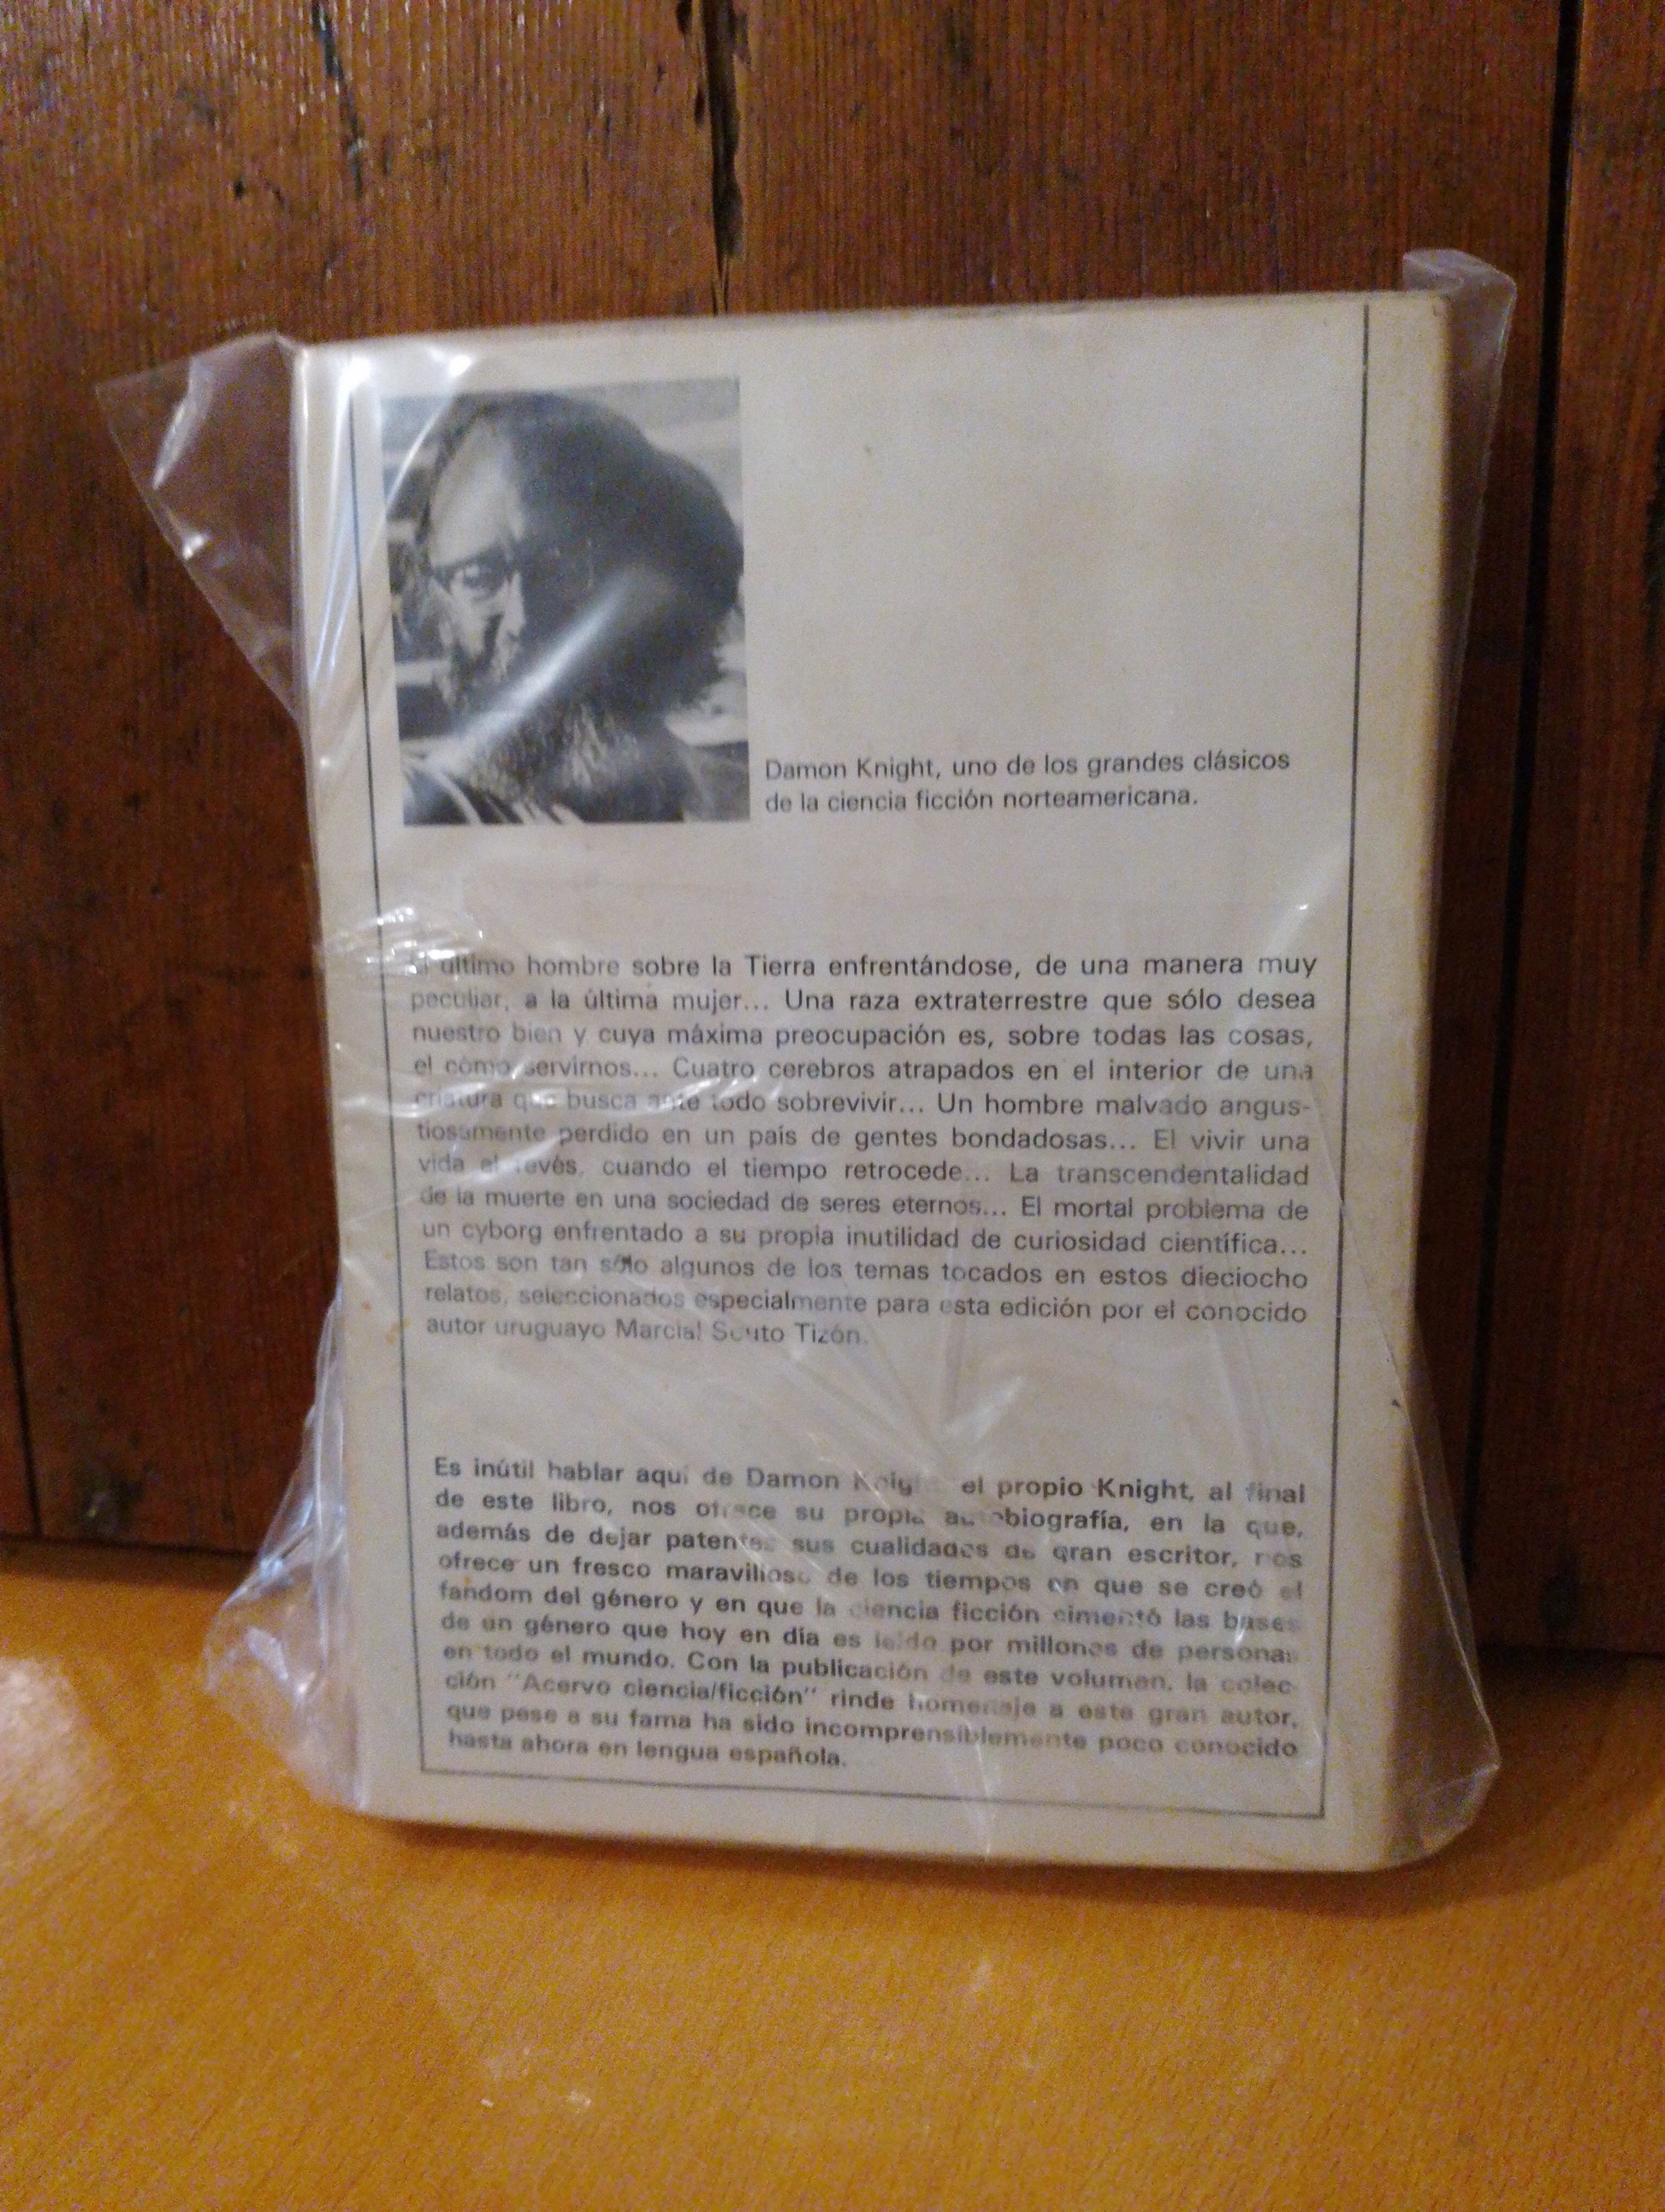 Damon Knight, uno de los grandes clásicos
de la ciencia ficción norteamericana.
último hombre sobre la Tierra enfrentándose, de una manera muy
peculiar, a la última mujer... Una raza extraterrestre que sólo desea
nuestro bien y cuya máxima preocupación es, sobre todas las cosas,
el cómo servirnos... Cuatro cerebros atrapados en el interior de una
criatura que busca ante todo sobrevivir... Un hombre malvado angus-
tiosamente perdido en un país de gentes bondadosas... El vivir una
vida al revés, cuando el tiempo retrocede... La transcendentalidad
de la muerte en una sociedad de seres eternos... El mortal problema de
un cyborg enfrentado a su propia inutilidad de curiosidad científica...
Estos son tan sólo algunos de los temas tocados en estos dieciocho
relatos, seleccionados especialmente para esta edición por el conocido
autor uruguayo Marcial Souto Tizón.
Es inútil hablar aquí de Damon Knight el propio Knight, al final
de este libro, nos ofrece su propia autobiografía, en la que,
además de dejar patentes sus cualidades de gran escritor, nos
ofrece un fresco maravilloso de los tiempos en que se creó el
fandom del género y en que la ciencia ficción cimentó las bases
de un género que hoy en día es leído por millones de personas
en todo el mundo. Con la publicación de este volumen, la colec-
ción "Acervo ciencia/ficción" rinde homenaje a este gran autor,
que pese a su fama ha sido incomprensiblemente poco conocido
hasta ahora en lengua española.